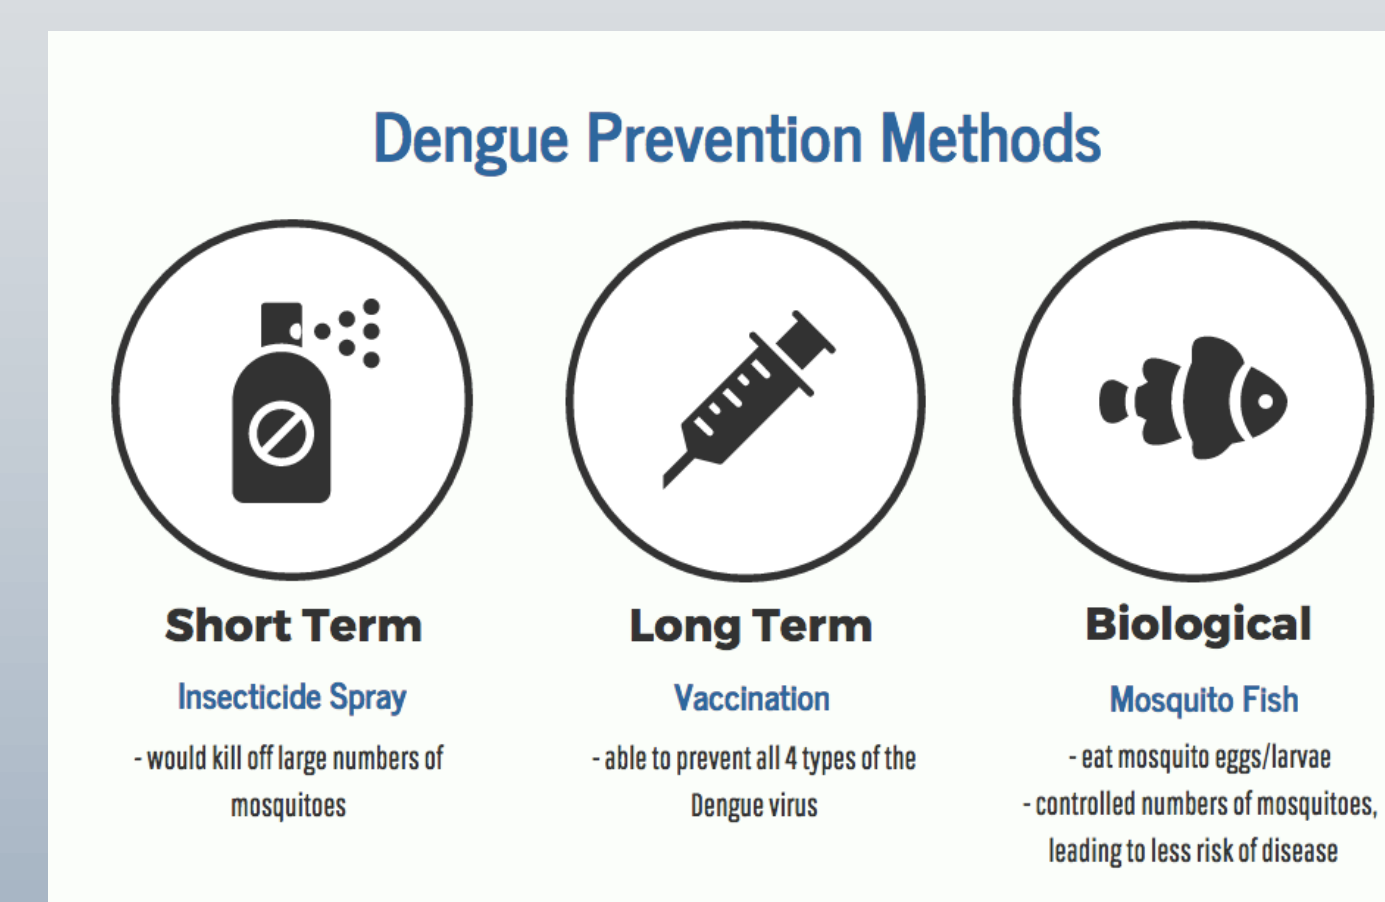 Dengue Prevention Methods
Short Term
Insecticide Spray
- would kill off large numbers of
mosquitoes
Long Term
Vaccination
- able to prevent all 4 types of the
Dengue virus
Biological
Mosquito Fish
- eat mosquito eggs/larvae
- controlled numbers of mosquitoes,
leading to less risk of disease